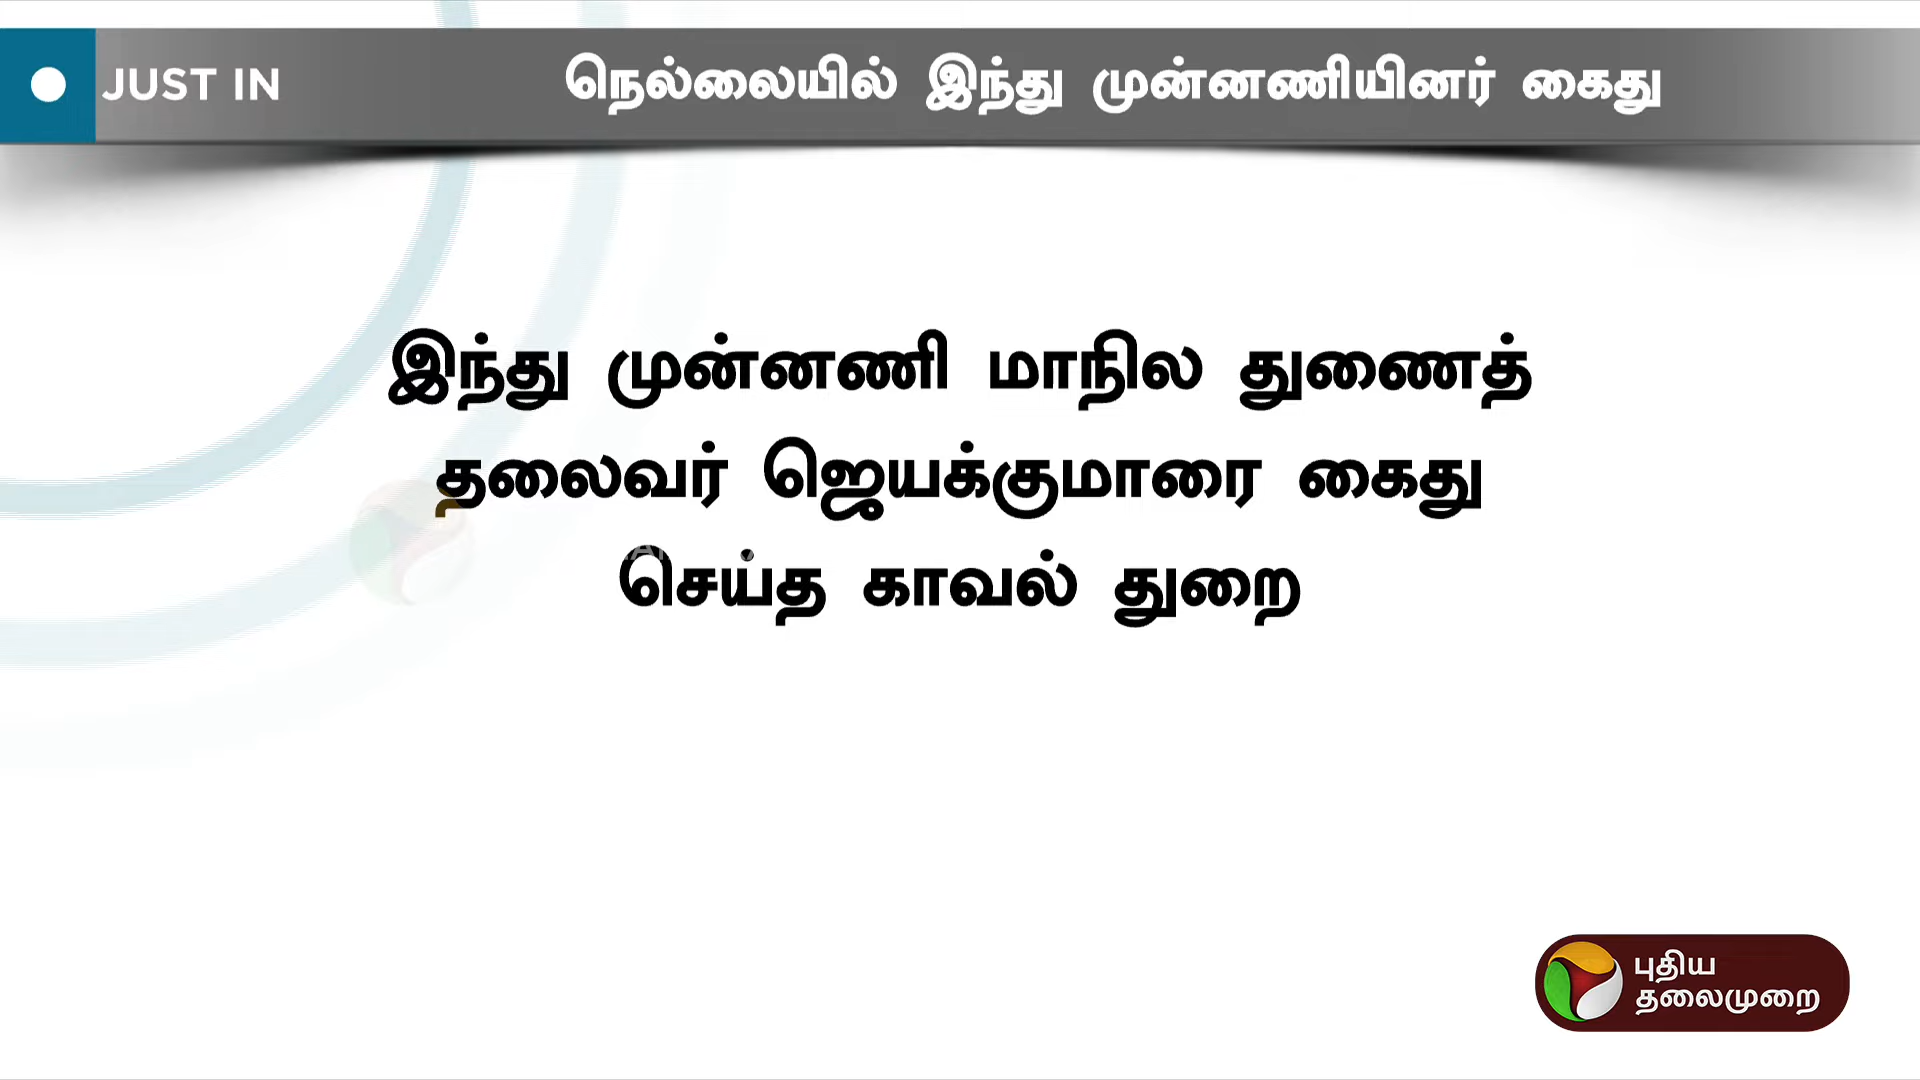 JUST IN
நெல்லையில் இந்து முன்னணியினர் கைது
இந்து முன்னணி மாநில துணைத்
தலைவர் ஜெயக்குமாரை கைது
செய்த காவல் துறை
புதிய
தலைமுறை